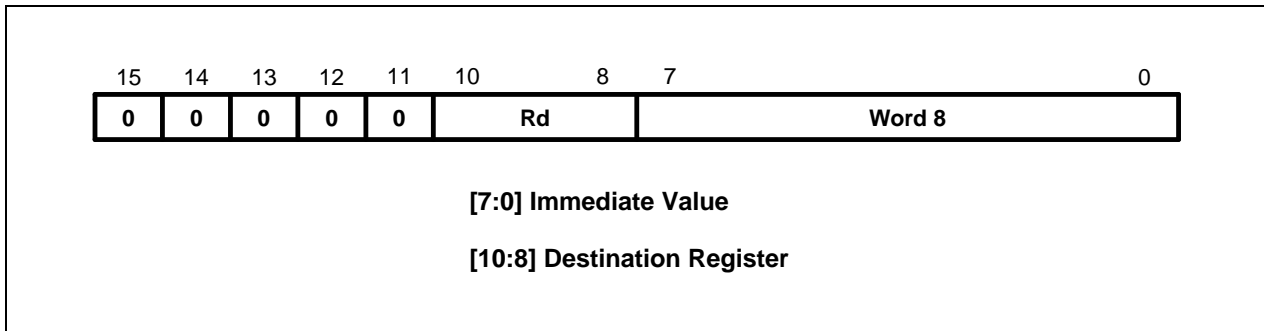 15 14 13 12 11 10 8 7 0
0 0 0 0 0 Rd Word 8
[7:0] Immediate Value
[10:8] Destination Register